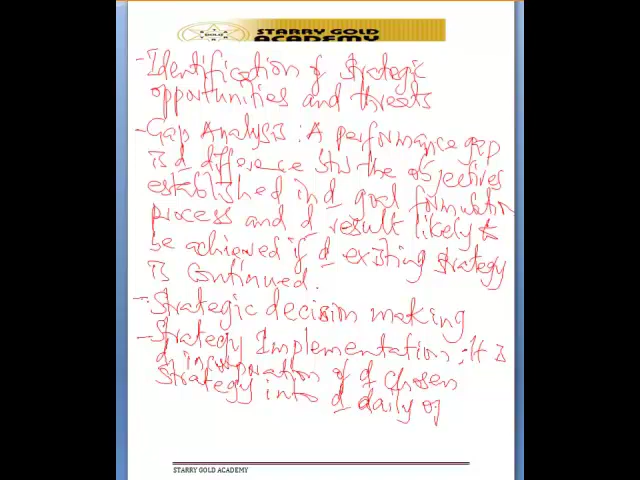 STARRY GOLD
ACADEMY
- Identification of strategic
opportunities and threats
- Gap Analysis : A performance gap
is d difference btw the objectives
established in d goal formulation
process and d result likely to
be achieved if d existing strategy
is continued.
- Strategic decision making
- Strategy Implementation : It is
d incorporation of d chosen
strategy into d daily op
STARRY GOLD ACADEMY